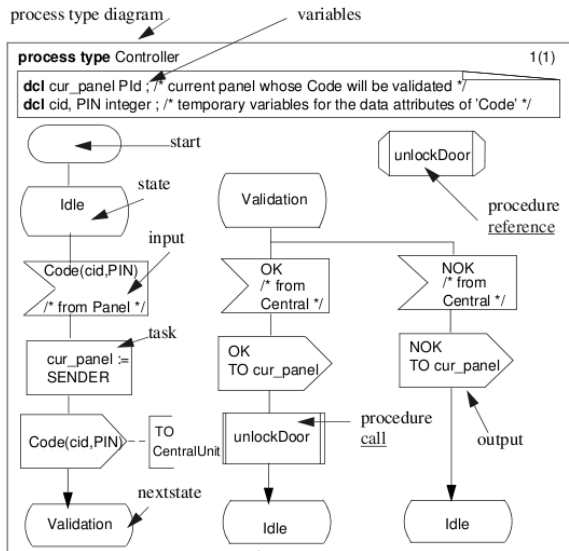 process type diagram
variables
process type Controller
1(1)
dcl cur_panel PId ; /* current panel whose Code will be validated */
dcl cid, PIN integer ; /* temporary variables for the data attributes of 'Code' */
start
unlockDoor
procedure
reference
Idle
state
Validation
input
Code(cid,PIN)
/* from Panel */
OK
/* from
Central */
NOK
/* from
Central */
task
cur_panel :=
SENDER
OK
TO cur_panel
NOK
TO cur_panel
Code(cid,PIN)
TO
CentralUnit
unlockDoor
procedure
call
output
nextstate
Validation
Idle
Idle